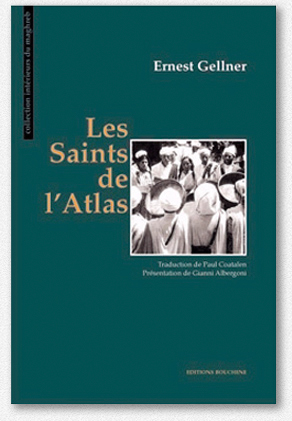 collection intérieurs du maghreb
Ernest Gellner
Les
Saints
de
l'Atlas
Traduction de Paul Coatalen
Présentation de Gianni Albergoni
EDITIONS BOUCHENE